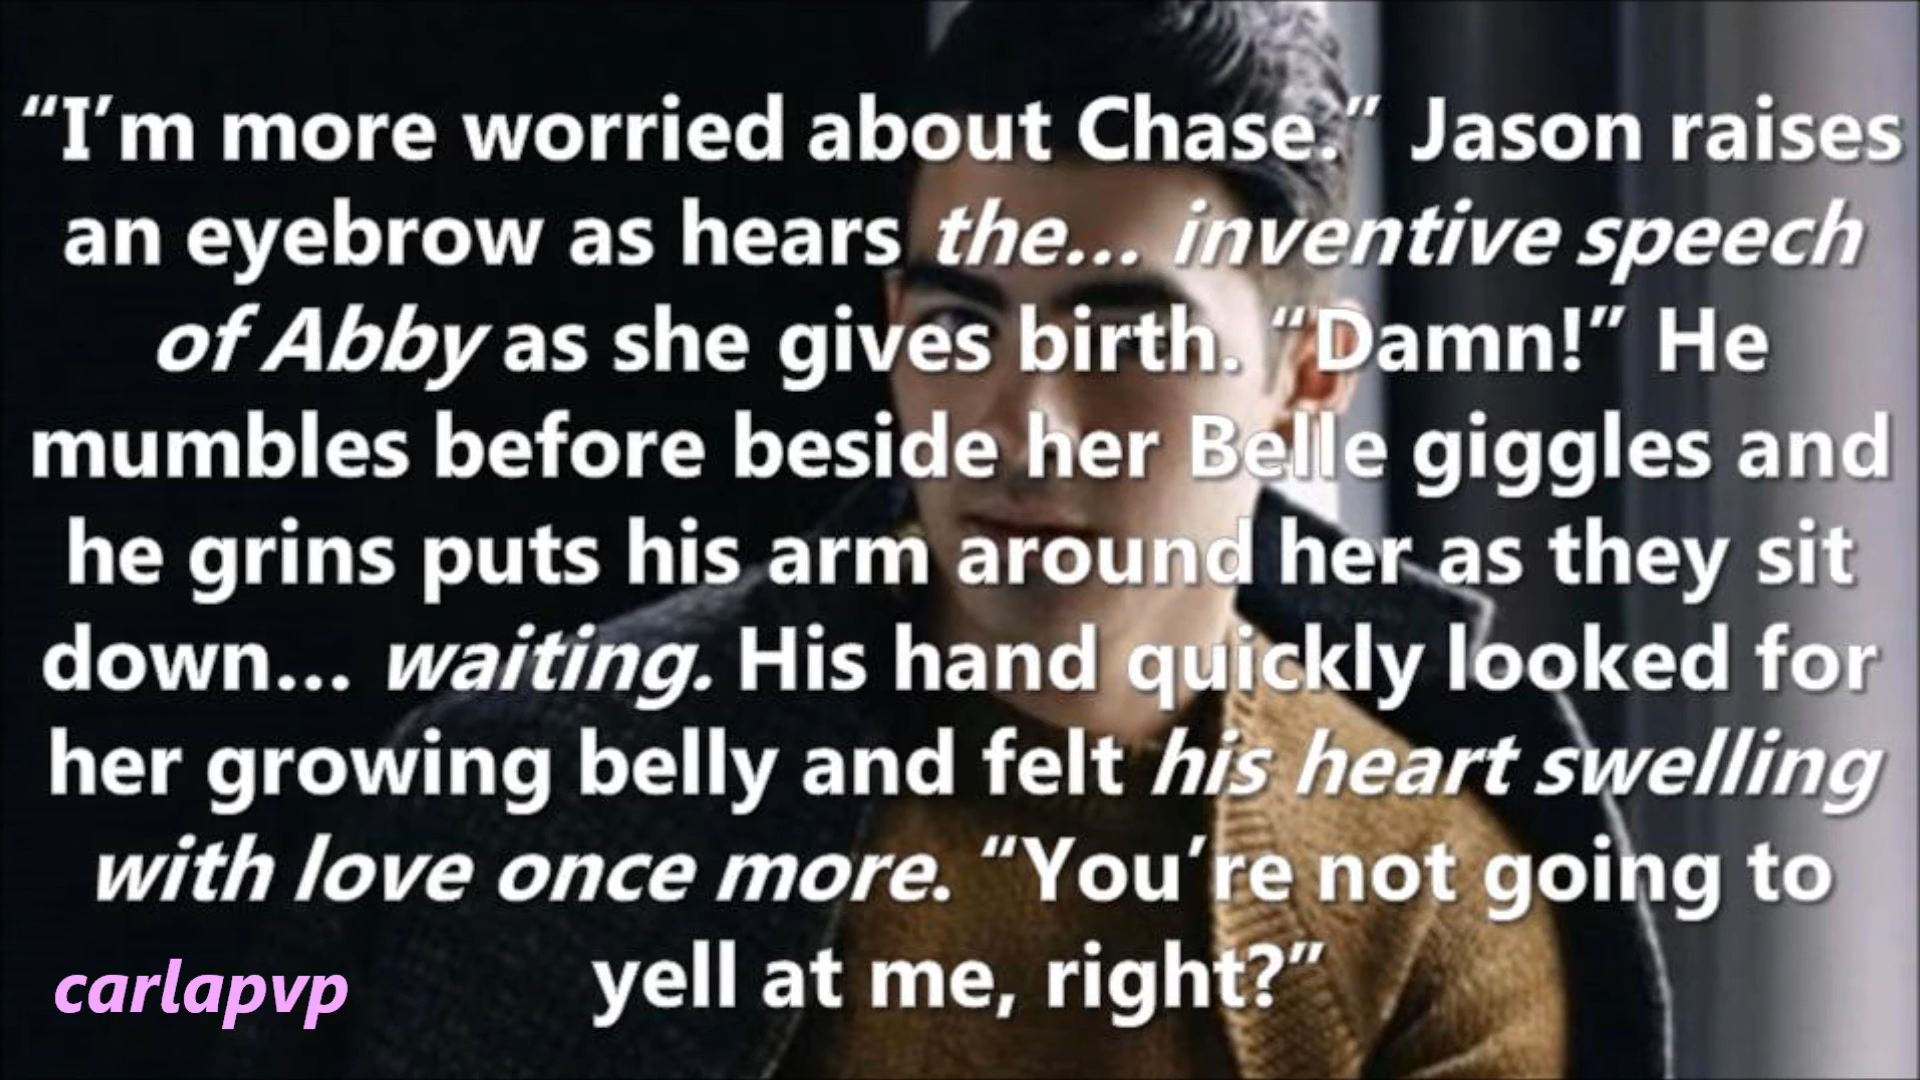 “I’m more worried about Chase.” Jason raises
an eyebrow as hears the... inventive speech
of Abby as she gives birth. “Damn!” He
mumbles before beside her Belle giggles and
he grins puts his arm around her as they sit
down... waiting. His hand quickly looked for
her growing belly and felt his heart swelling
with love once more. “You’re not going to
yell at me, right?”
carlapvp